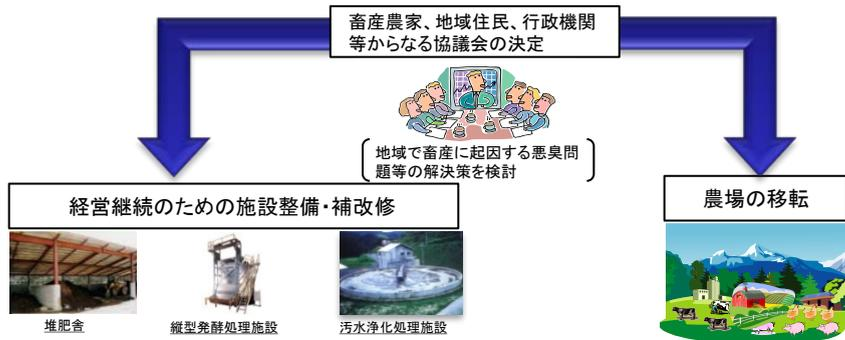 畜産農家、地域住民、行政機関
等からなる協議会の決定
地域で畜産に起因する悪臭問
題等の解決策を検討
経営継続のための施設整備・補改修
農場の移転
堆肥舎
縦型発酵処理施設
汚水浄化処理施設